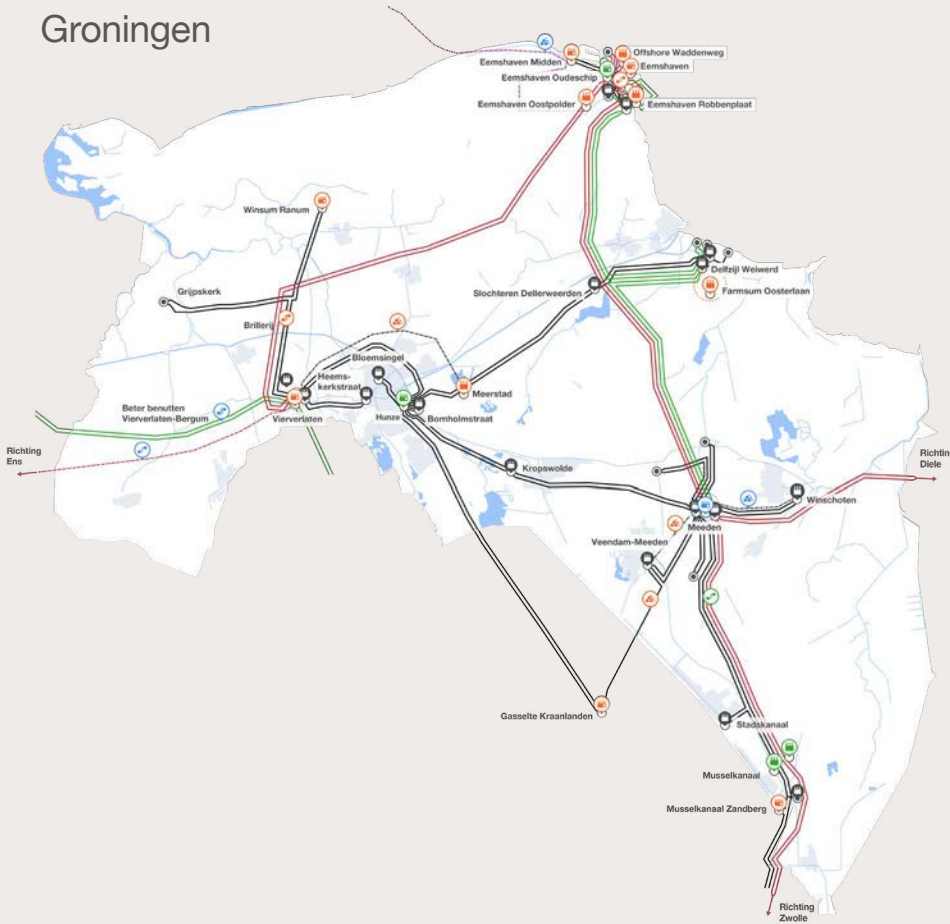 Groningen
Offshore Waddenweg
Eemshaven Midden
Eemshaven
Eemshaven Oudeschip
Eemshaven Oostpolder
Eemshaven Robbenplaat
Winsum Ranum
Delfzijl Weiwerd
Slochteren Dellerweerden
Farmsum Oosterlaan
Grijpskerk
Brillerij
Bloemsingel
Heems-
kerkstraat
Meerstad
Beter benutten
Vierverlaten-Bergum
Vierverlaten
Hunze
Bornholmstraat
Richting
Ens
Kropswolde
Richtin
Diele
Winschoten
Meeden
Veendam-Meeden
Gasselte Kraanlanden
Stadskanaal
Musselkanaal
Musselkanaal Zandberg
Richting
Zwolle